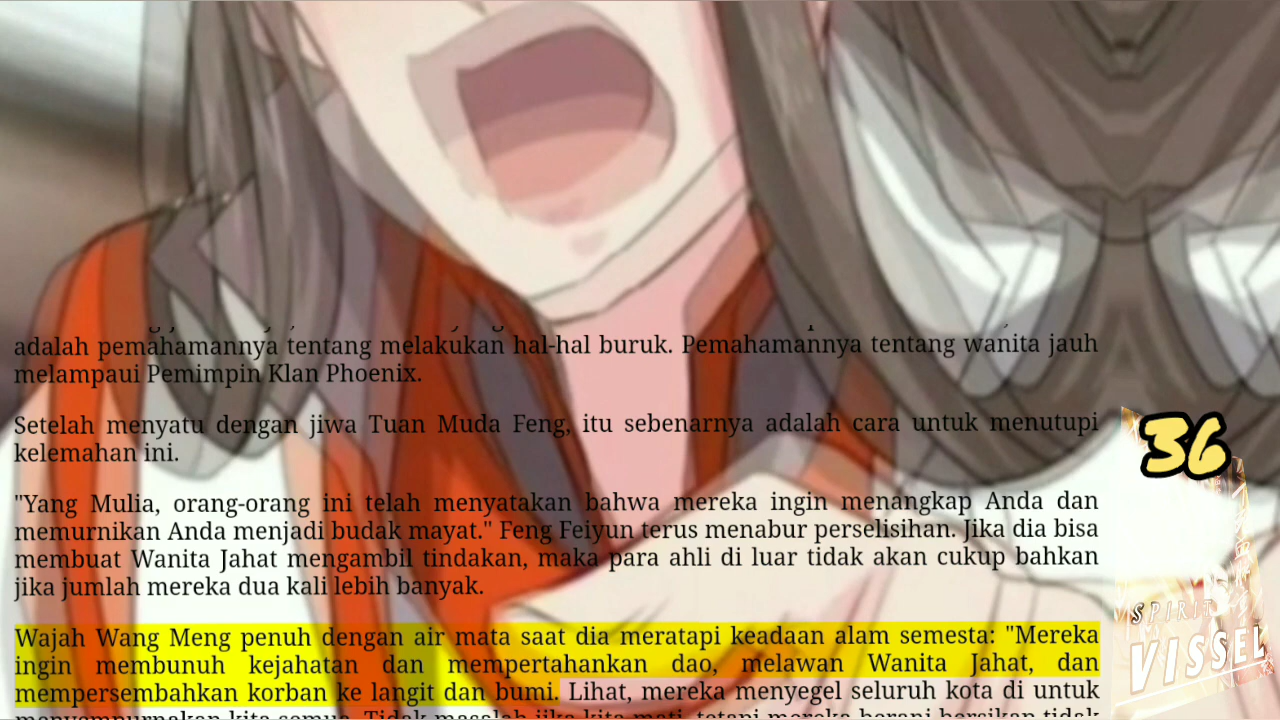 adalah pemahamannya tentang melakukan hal-hal buruk. Pemahamannya tentang wanita jauh
melampaui Pemimpin Klan Phoenix.
Setelah menyatu dengan jiwa Tuan Muda Feng, itu sebenarnya adalah cara untuk menutupi
kelemahan ini.
"Yang Mulia, orang-orang ini telah menyatakan bahwa mereka ingin menangkap Anda dan
memurnikan Anda menjadi budak mayat." Feng Feiyun terus menabur perselisihan. Jika dia bisa
membuat Wanita Jahat mengambil tindakan, maka para ahli di luar tidak akan cukup bahkan
jika jumlah mereka dua kali lebih banyak.
Wajah Wang Meng penuh dengan air mata saat dia meratapi keadaan alam semesta: "Mereka
ingin membunuh kejahatan dan mempertahankan dao, melawan Wanita Jahat, dan
mempersembahkan korban ke langit dan bumi. Lihat, mereka menyegel seluruh kota di untuk
36
SPIRIT
VISSEL